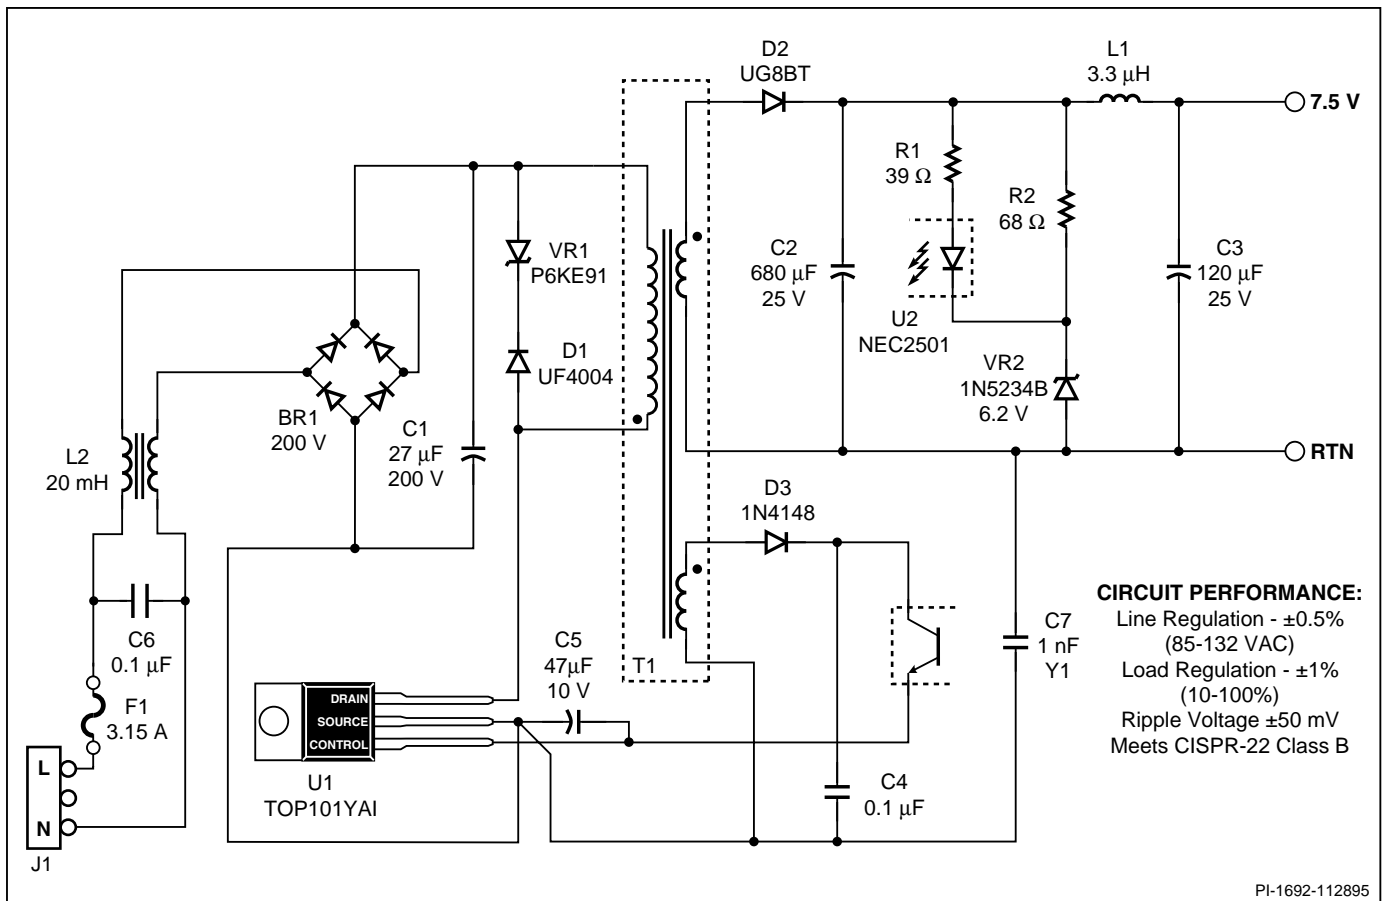 D2
UG8BT
L1
3.3 µH
7.5 V
R1
39 Ω
R2
68 Ω
VR1
P6KE91
C2
680 µF
25 V
C3
120 µF
25 V
U2
NEC2501
D1
UF4004
VR2
1N5234B
6.2 V
BR1
200 V
C1
27 µF
200 V
L2
20 mH
RTN
D3
1N4148
CIRCUIT PERFORMANCE:
Line Regulation - ±0.5%
(85-132 VAC)
Load Regulation - ±1%
(10-100%)
Ripple Voltage ±50 mV
Meets CISPR-22 Class B
C6
0.1 µF
C5
47µF
10 V
T1
C7
1 nF
Y1
F1
3.15 A
DRAIN
SOURCE
CONTROL
L
N
J1
U1
TOP101YAI
C4
0.1 µF
PI-1692-112895